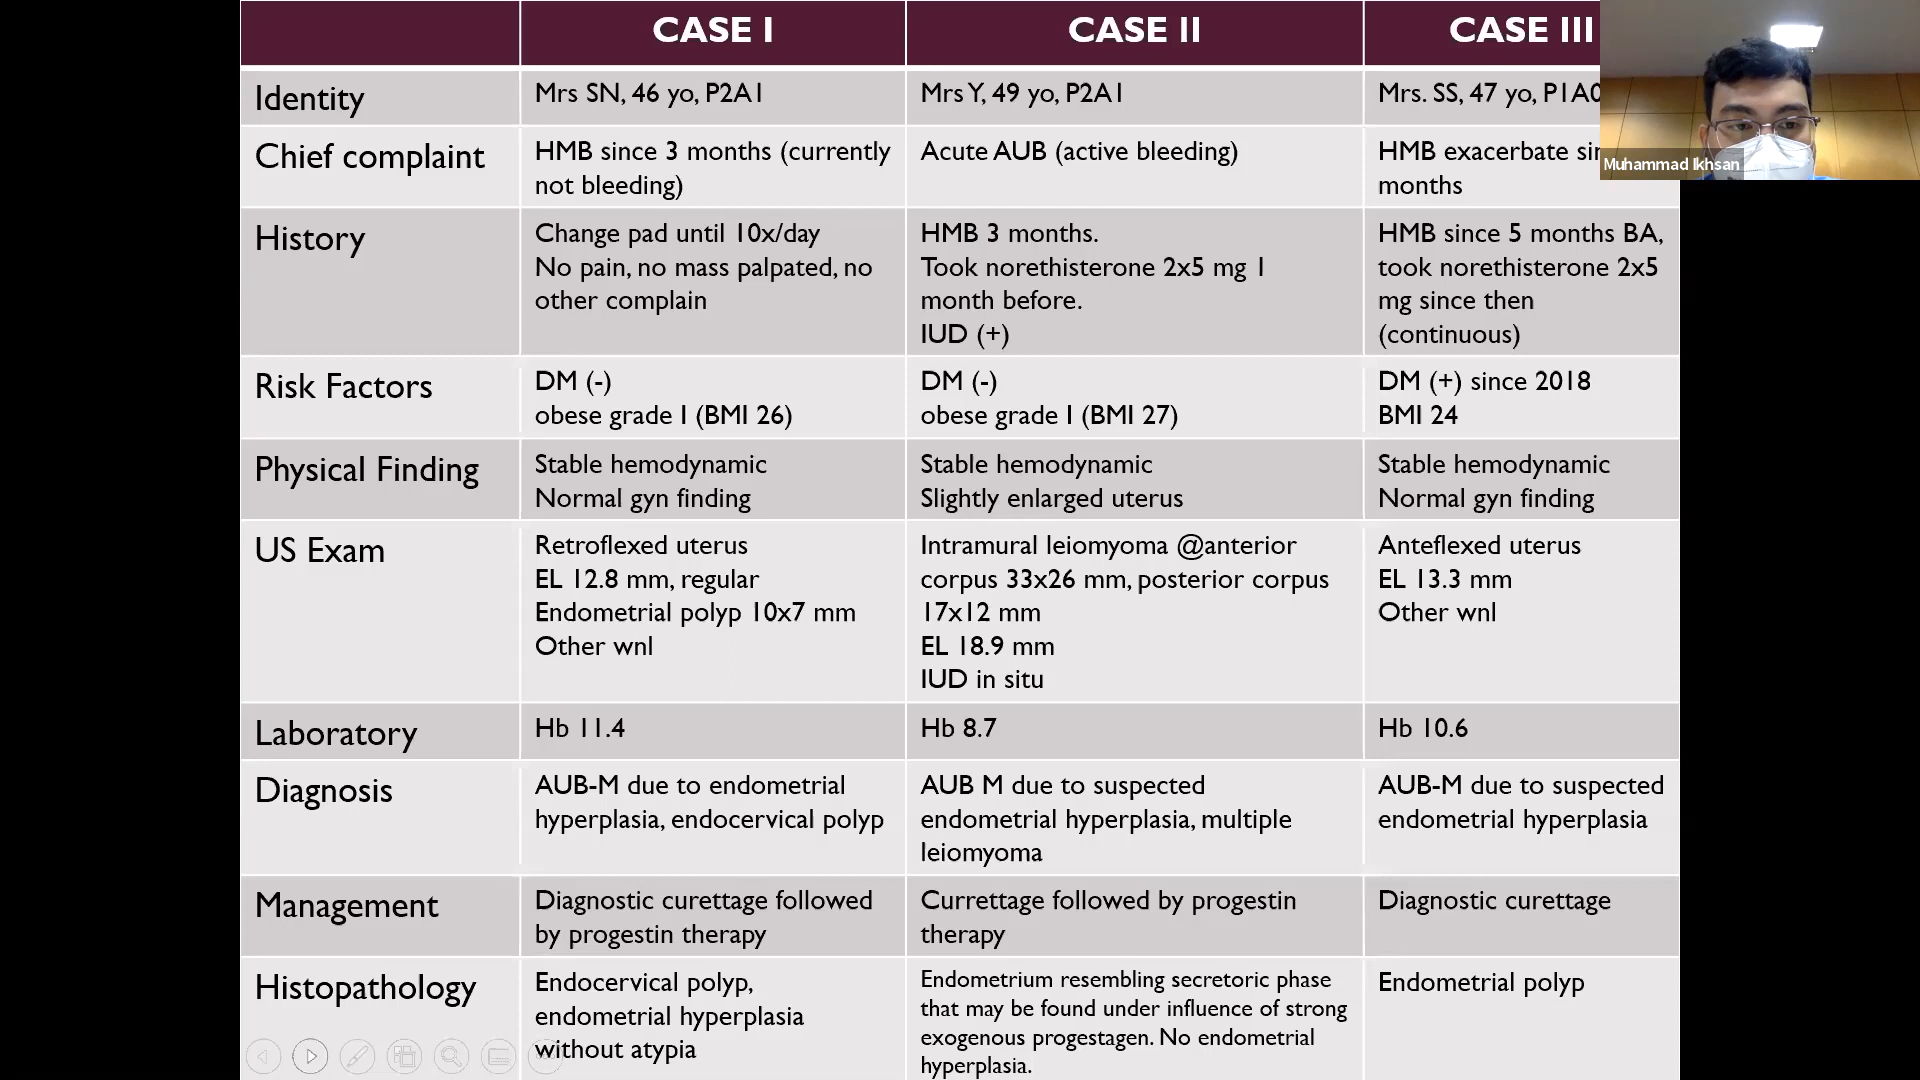 CASE I
CASE II
CASE III
Identity
Mrs SN, 46 yo, P2A1
Mrs Y, 49 yo, P2A1
Mrs. SS, 47 yo, P1A0
Chief complaint
HMB since 3 months (currently
not bleeding)
Acute AUB (active bleeding)
HMB exacerbate
months
History
Change pad until 10x/day
No pain, no mass palpated, no
other complain
HMB 3 months.
Took norethisterone 2x5 mg 1
month before.
IUD (+)
HMB since 5 months BA,
took norethisterone 2x5
mg since then
(continuous)
Risk Factors
DM (-)
obese grade I (BMI 26)
DM (-)
obese grade I (BMI 27)
DM (+) since 2018
BMI 24
Physical Finding
Stable hemodynamic
Normal gyn finding
Stable hemodynamic
Slightly enlarged uterus
Stable hemodynamic
Normal gyn finding
US Exam
Retroflexed uterus
EL 12.8 mm, regular
Endometrial polyp 10x7 mm
Other wnl
Intramural leiomyoma @anterior
corpus 33x26 mm, posterior corpus
17x12 mm
EL 18.9 mm
IUD in situ
Anteflexed uterus
EL 13.3 mm
Other wnl
Laboratory
Hb 11.4
Hb 8.7
Hb 10.6
Diagnosis
AUB-M due to endometrial
hyperplasia, endocervical polyp
AUB M due to suspected
endometrial hyperplasia, multiple
leiomyoma
AUB-M due to suspected
endometrial hyperplasia
Management
Diagnostic curettage followed
by progestin therapy
Currettage followed by progestin
therapy
Diagnostic curettage
Histopathology
Endocervical polyp,
endometrial hyperplasia
without atypia
Endometrium resembling secretoric phase
that may be found under influence of strong
exogenous progestagen. No endometrial
hyperplasia.
Endometrial polyp
Muhammad Ikhsan